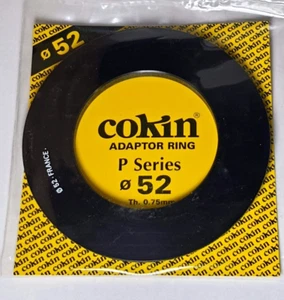 ø 52
cokin®
ADAPTOR RING
P Series
ø 52
Th. 0.75mm
ø 52 FRANCE